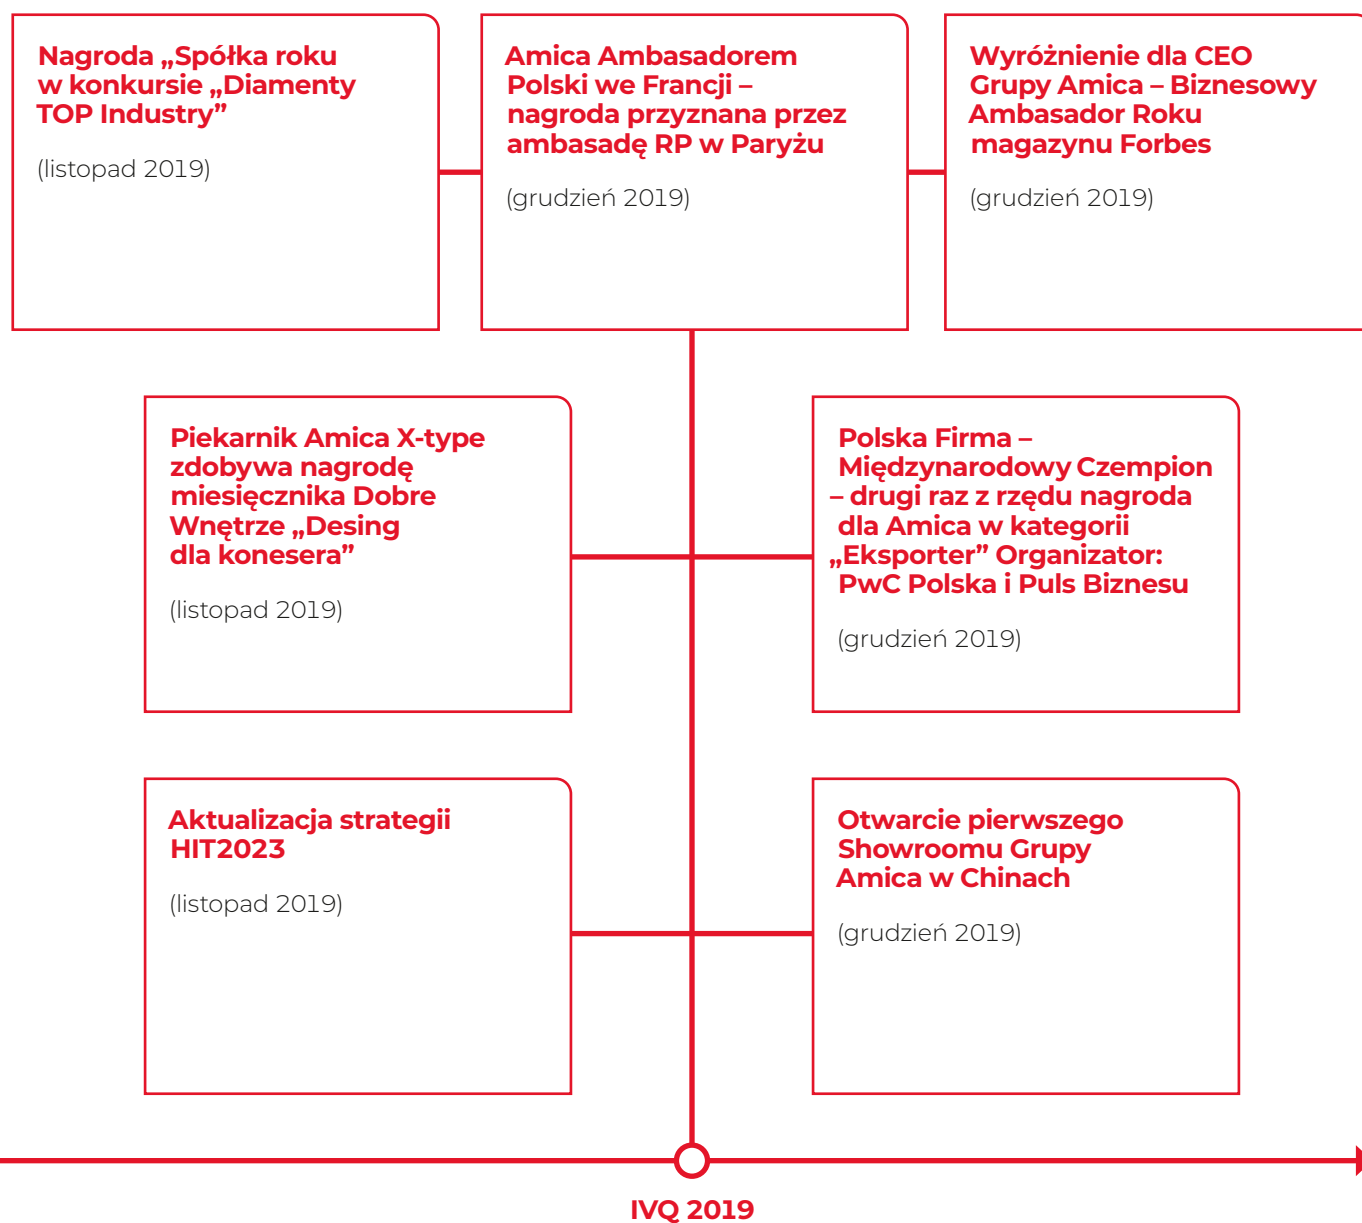 Nagroda „Spółka roku
w konkursie „Diamenty
TOP Industry”
(listopad 2019)
Amica Ambasadorem
Polski we Francji –
nagroda przyznana przez
ambasadę RP w Paryżu
(grudzień 2019)
Wyróżnienie dla CEO
Grupy Amica – Biznesowy
Ambasador Roku
magazynu Forbes
(grudzień 2019)
Piekarnik Amica X-type
zdobywa nagrodę
miesięcznika Dobre
Wnętrze „Desing
dla konesera”
(listopad 2019)
Polska Firma –
Międzynarodowy Czempion
– drugi raz z rzędu nagroda
dla Amica w kategorii
„Eksporter” Organizator:
PwC Polska i Puls Biznesu
(grudzień 2019)
Aktualizacja strategii
HIT2023
(listopad 2019)
Otwarcie pierwszego
Showroomu Grupy
Amica w Chinach
(grudzień 2019)
IVQ 2019